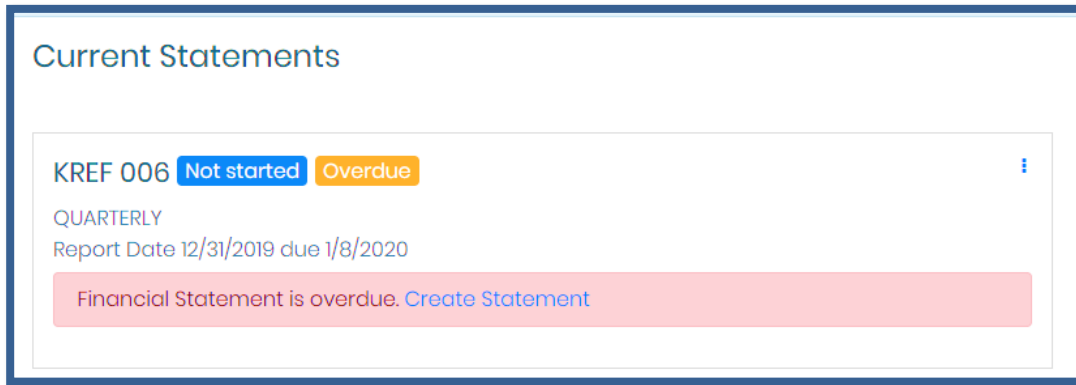 Current Statements
KREF 006 Not started Overdue
QUARTERLY
Report Date 12/31/2019 due 1/8/2020
Financial Statement is overdue. Create Statement